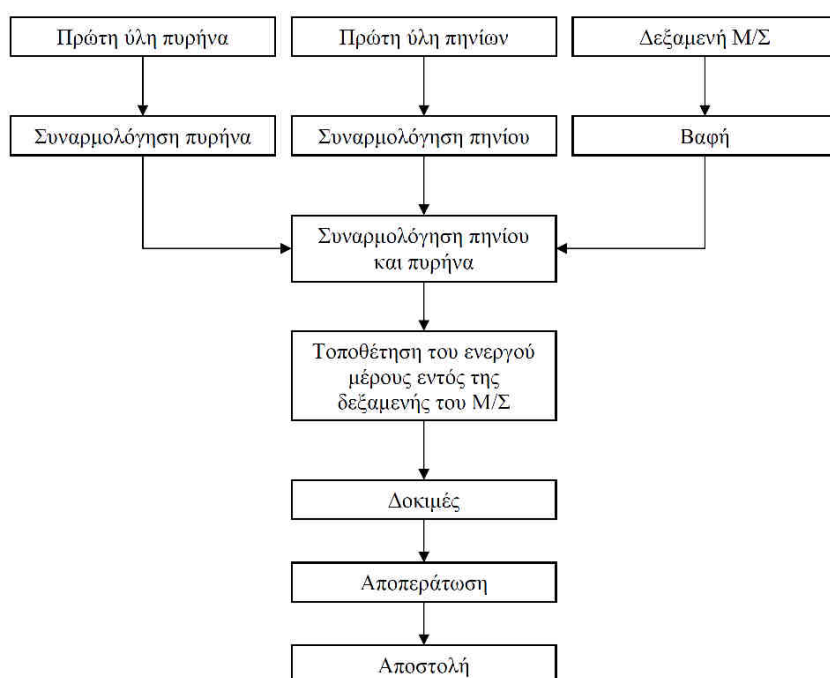 Πρώτη ύλη πυρήνα
Πρώτη ύλη πηνίων
Δεξαμενή Μ/Σ
Συναρμολόγηση πυρήνα
Συναρμολόγηση πηνίου
Βαφή
Συναρμολόγηση πηνίου
και πυρήνα
Τοποθέτηση του ενεργού
μέρους εντός της
δεξαμενής του Μ/Σ
Δοκιμές
Αποπεράτωση
Αποστολή